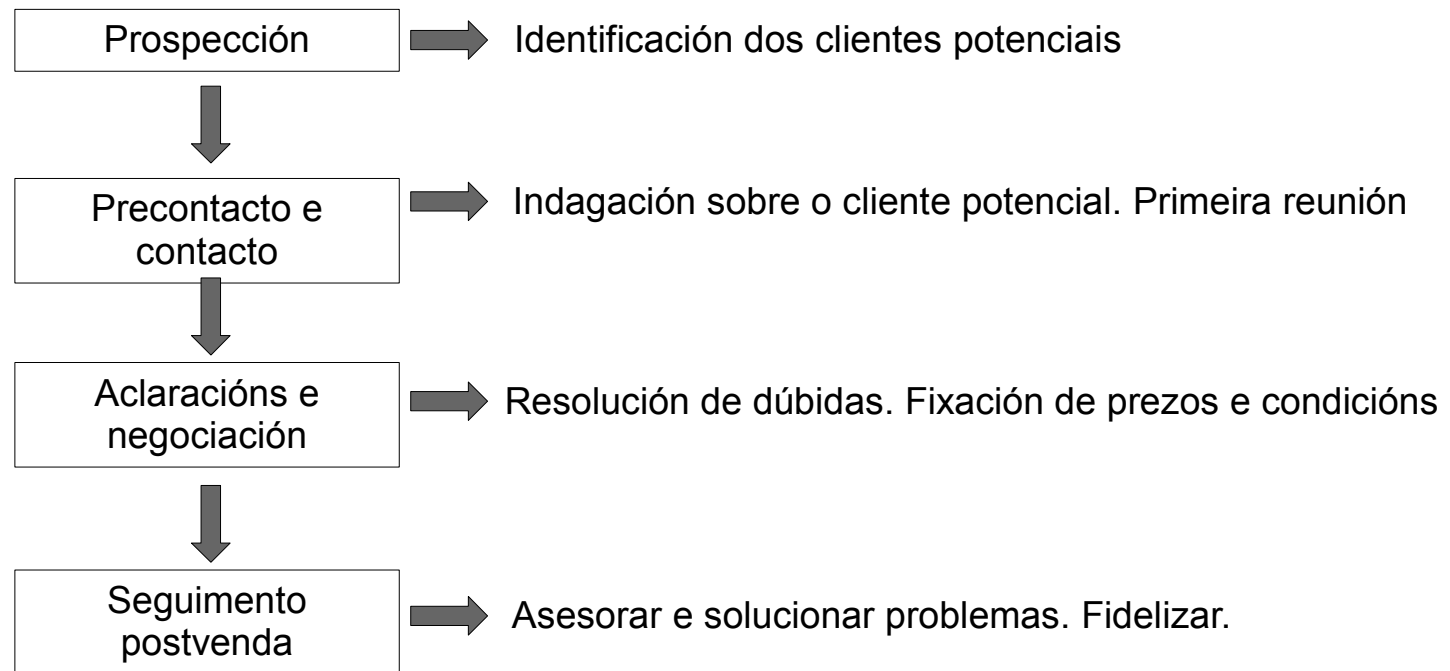 Prospección
Identificación dos clientes potenciais
Precontacto e
contacto
Indagación sobre o cliente potencial. Primeira reunión
Aclaracións e
negociación
Resolución de dúbidas. Fixación de prezos e condicións
Seguimento
postvenda
Asesorar e solucionar problemas. Fidelizar.